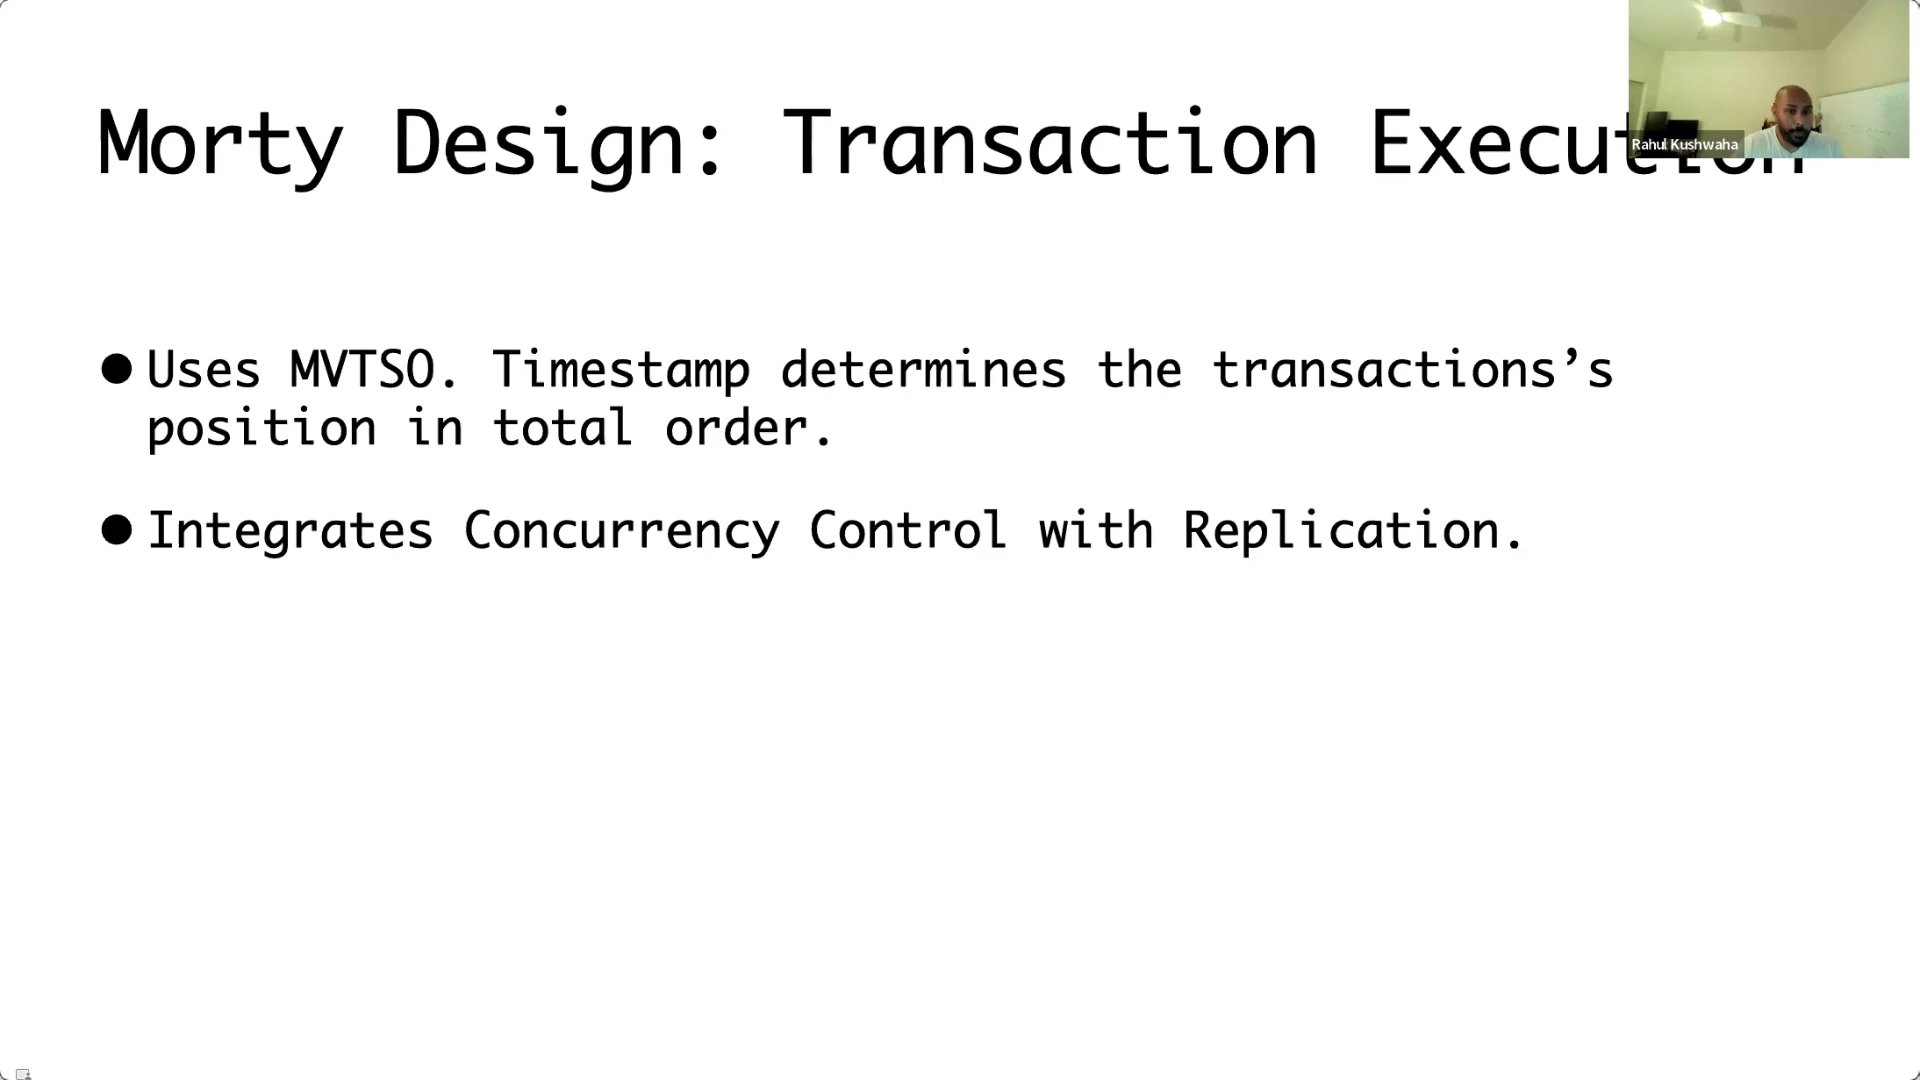 Morty Design: Transaction Execution
Rahul Kushwaha
● Uses MVTSO. Timestamp determines the transactions’s
position in total order.
● Integrates Concurrency Control with Replication.